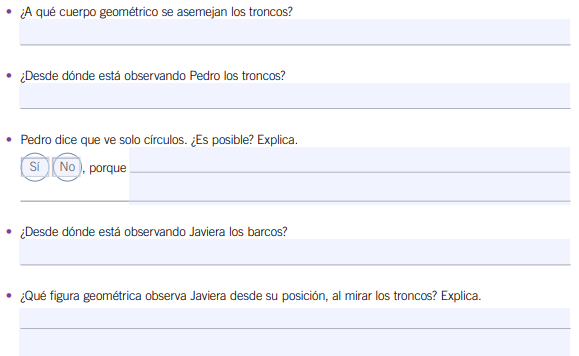 • ¿A qué cuerpo geométrico se asemejan los troncos?
• ¿Desde dónde está observando Pedro los troncos?
• Pedro dice que ve solo círculos. ¿Es posible? Explica.
Sí No, porque
• ¿Desde dónde está observando Javiera los barcos?
• ¿Qué figura geométrica observa Javiera desde su posición, al mirar los troncos? Explica.